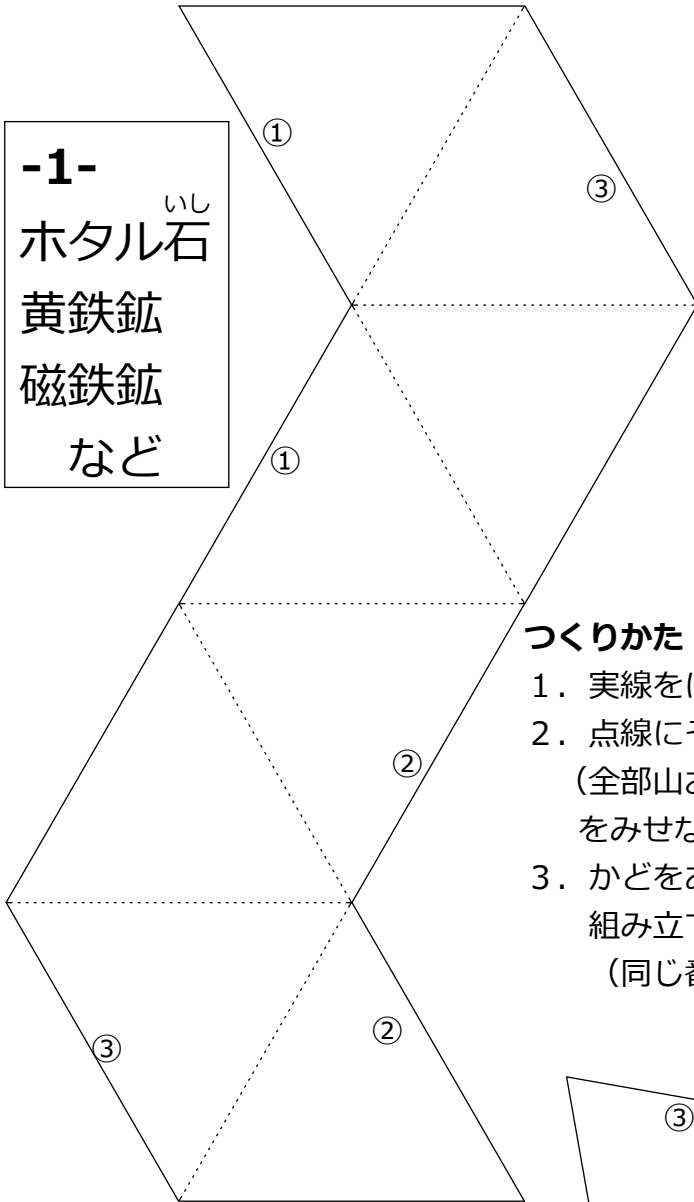 -1-
いし
ホタル石
黄鉄鉱
磁鉄鉱
など
①
③
①
②
③
②
つくりかた
１．実線を
２．点線に
（全部山
をみせな
３．かどを
組み立
（同じ
③